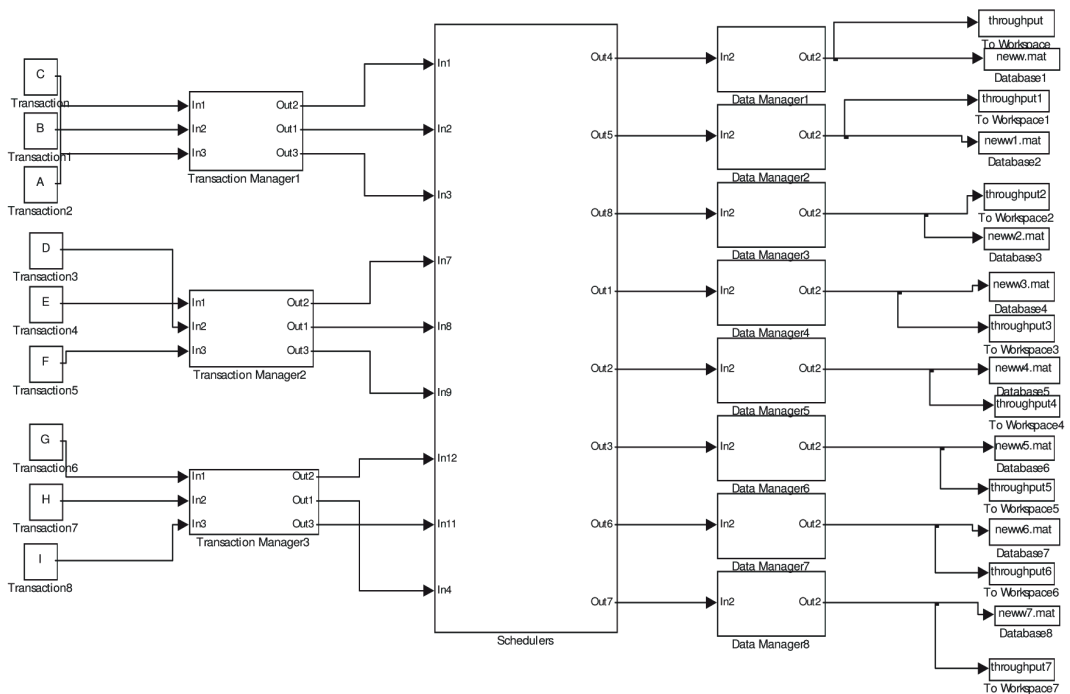 C
Transaction
B
Transaction1
A
Transaction2
In1
In2
In3
Out2
Out1
Out3
Transaction Manager1
D
Transaction3
E
Transaction4
F
Transaction5
In1
In2
In3
Out2
Out1
Out3
Transaction Manager2
G
Transaction6
H
Transaction7
I
Transaction8
In1
In2
In3
Out2
Out1
Out3
Transaction Manager3
In1
In2
In3
In7
In8
In9
In12
In11
In4
Out4
Out5
Out8
Out1
Out2
Out3
Out6
Out7
Schedulers
In2
Out2
Data Manager1
In2
Out2
Data Manager2
In2
Out2
Data Manager3
In2
Out2
Data Manager4
In2
Out2
Data Manager5
In2
Out2
Data Manager6
In2
Out2
Data Manager7
In2
Out2
Data Manager8
throughput
To Workspace
neww.mat
Database1
throughput1
To Workspace1
neww1.mat
Database2
throughput2
To Workspace2
neww2.mat
Database3
neww3.mat
Database4
throughput3
To Workspace3
neww4.mat
Database5
throughput4
To Workspace4
neww5.mat
Database6
throughput5
To Workspace5
neww6.mat
Database7
throughput6
To Workspace6
neww7.mat
Database8
throughput7
To Workspace7